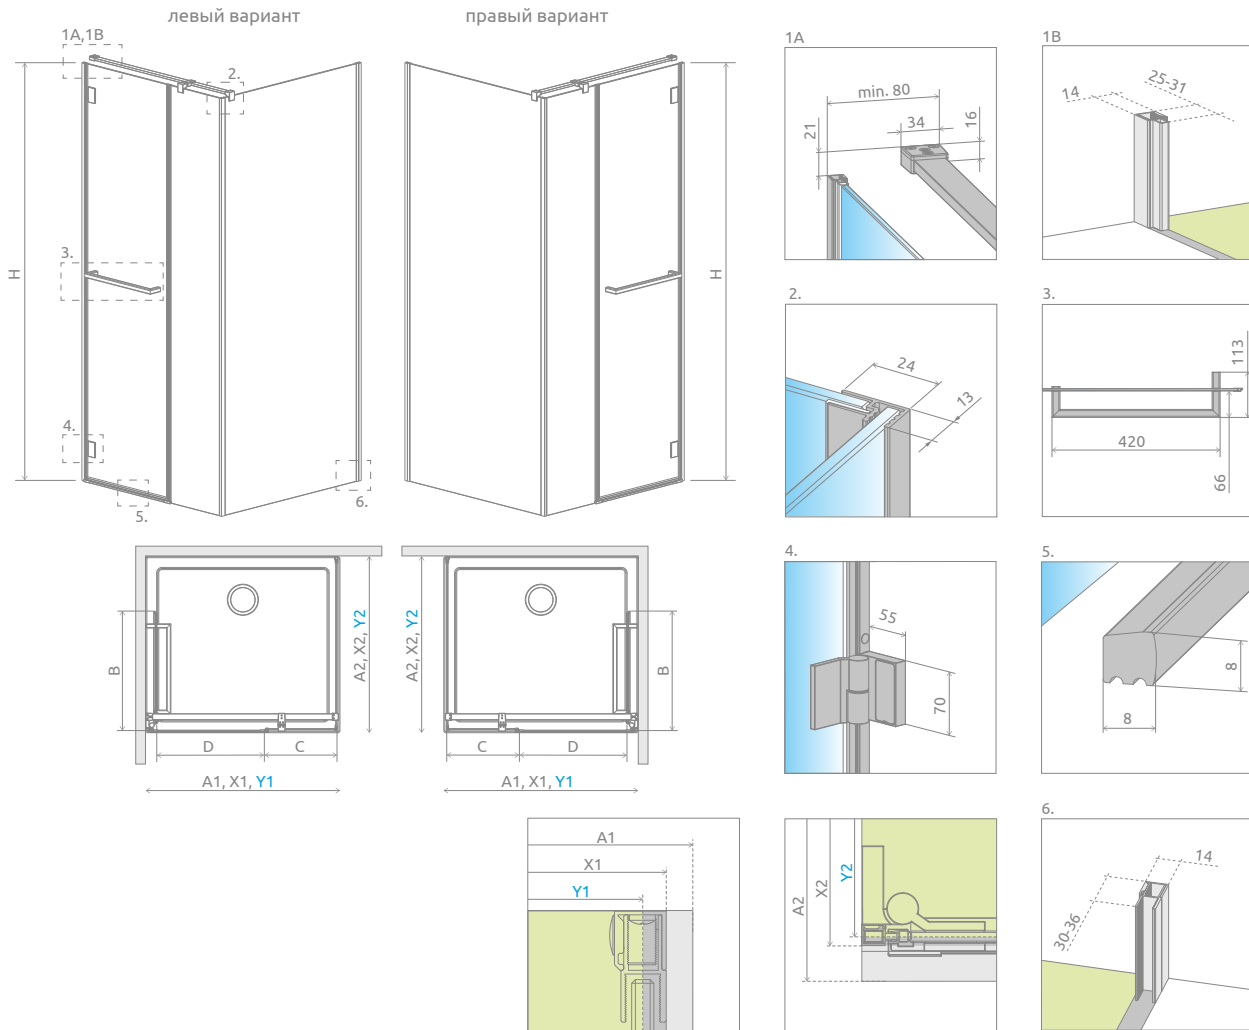 левый вариант
правый вариант
1A,1B
2.
3.
4.
5.
6.
H
H
1A
min. 80
34
16
21
1B
14
25-31
2.
24
13
3.
113
420
66
B
A2, X2, Y2
D
C
A1, X1, Y1
A2, X2, Y2
B
C
D
A1, X1, Y1
4.
55
70
5.
8
8
A1
X1
Y1
A2
X2
Y2
6.
14
30-36